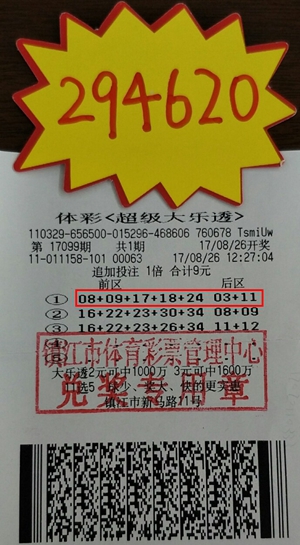 294620
体彩<超级大乐透>
110329-656500-015296-468606 760678 TsmiUw
第 17099期 共1期 17/08/26开奖
11-011158-101 00063 17/08/26 12:27:04
追加投注 1倍 合计9元
前区 后区
① 08+09+17+18+24 03+11
② 16+22+23+30+34 08+09
③ 16+22+23+26+34 11+12
镇江市体育彩票管理中心
大乐透2元可中1000万 3元可中1600万
兑奖 章
镇江市新马路11号